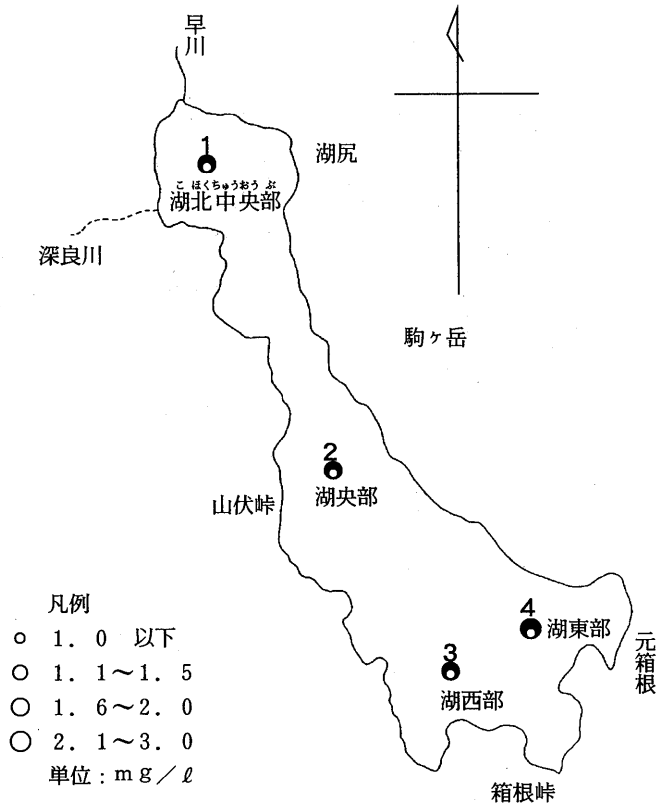 早川
1
湖尻
こほくちゅうおうぶ
湖北中央部
深良川
駒ヶ岳
2
湖央部
山伏峠
4
湖東部
元箱根
3
湖西部
箱根峠
凡例
1．0 以下
1．1～1．5
1．6～2．0
2．1～3．0
単位：mg／ℓ